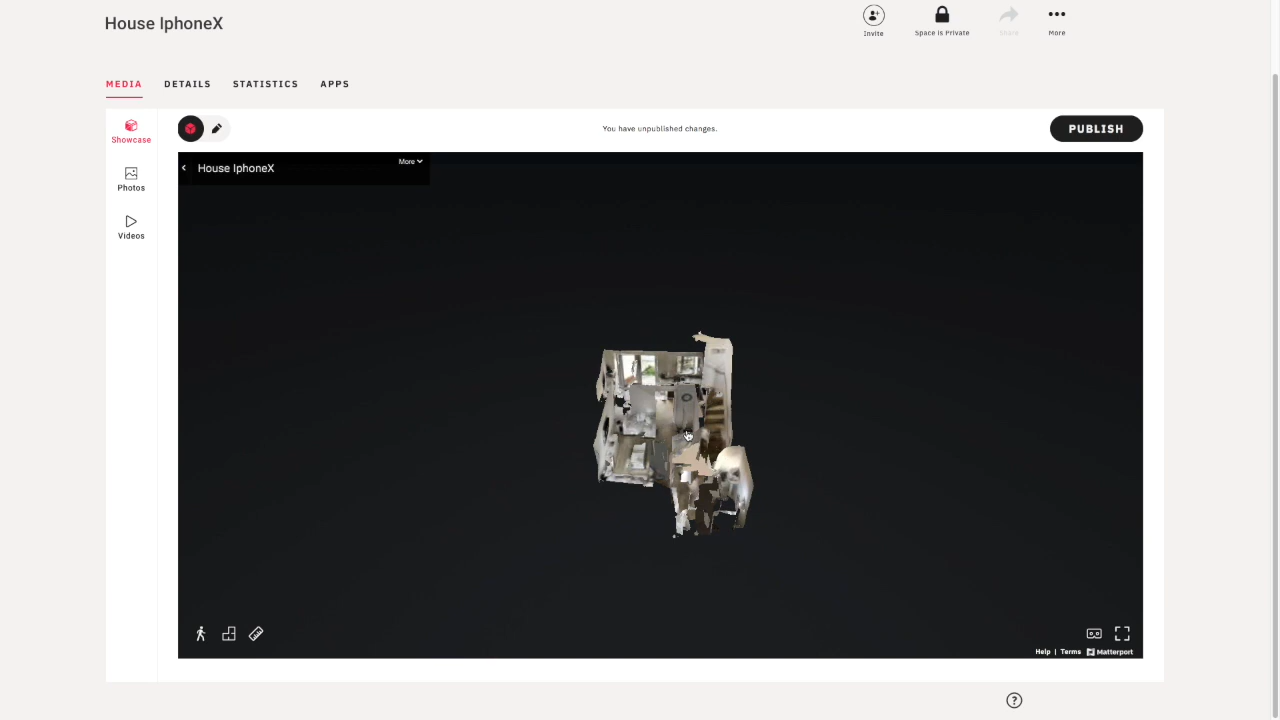 House IphoneX
Invite
Space is Private
Share
More
MEDIA
DETAILS
STATISTICS
APPS
Showcase
Photos
Videos
You have unpublished changes.
PUBLISH
House IphoneX
More
Help | Terms Matterport
?